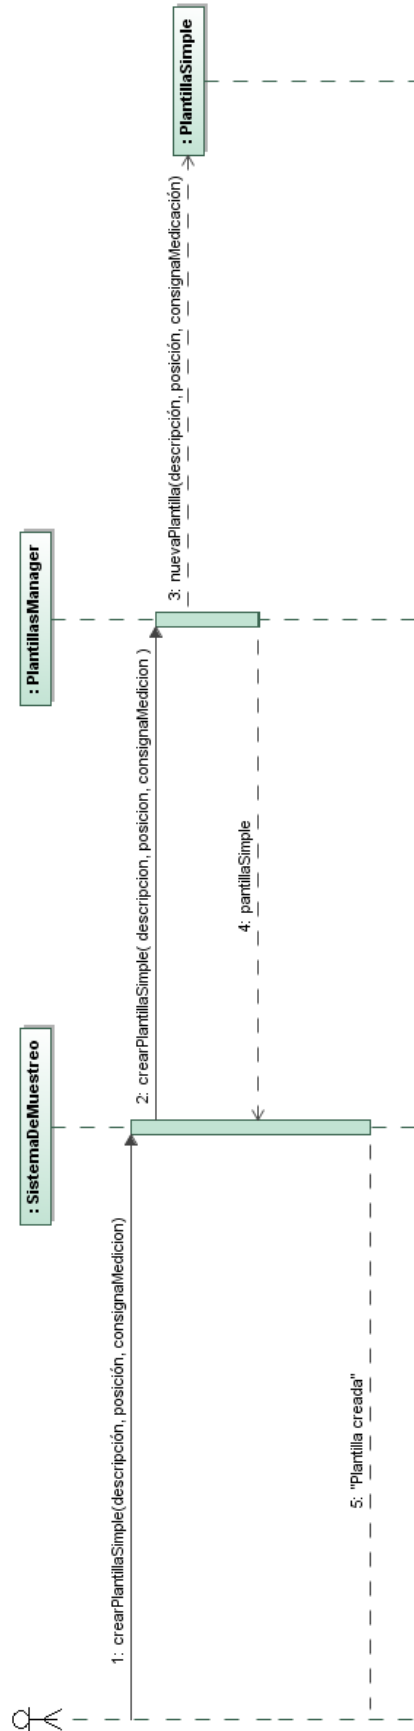 : SistemaDeMuestreo
: PlantillasManager
: PlantillaSimple
1: crearPlantillaSimple(descripción, posición, consignaMedicion)
2: crearPlantillaSimple( descripcion, posicion, consignaMedicion )
3: nuevaPlantilla(descripción, posición, consignaMedicación)
4: pantillaSimple
5: "Plantilla creada"